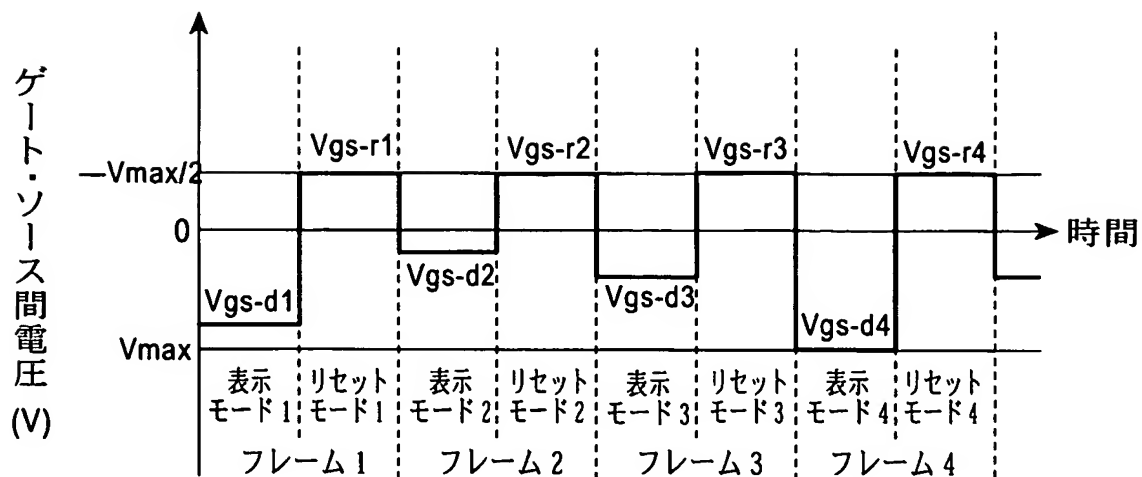 ゲート・ソース間電圧(V)
Vgs-r1
Vgs-r2
Vgs-r3
Vgs-r4
—Vmax/2
0
時間
Vgs-d1
Vgs-d2
Vgs-d3
Vgs-d4
Vmax
表示
モード1
リセット
モード1
表示
モード2
リセット
モード2
表示
モード3
リセット
モード3
表示
モード4
リセット
モード4
フレーム1
フレーム2
フレーム3
フレーム4